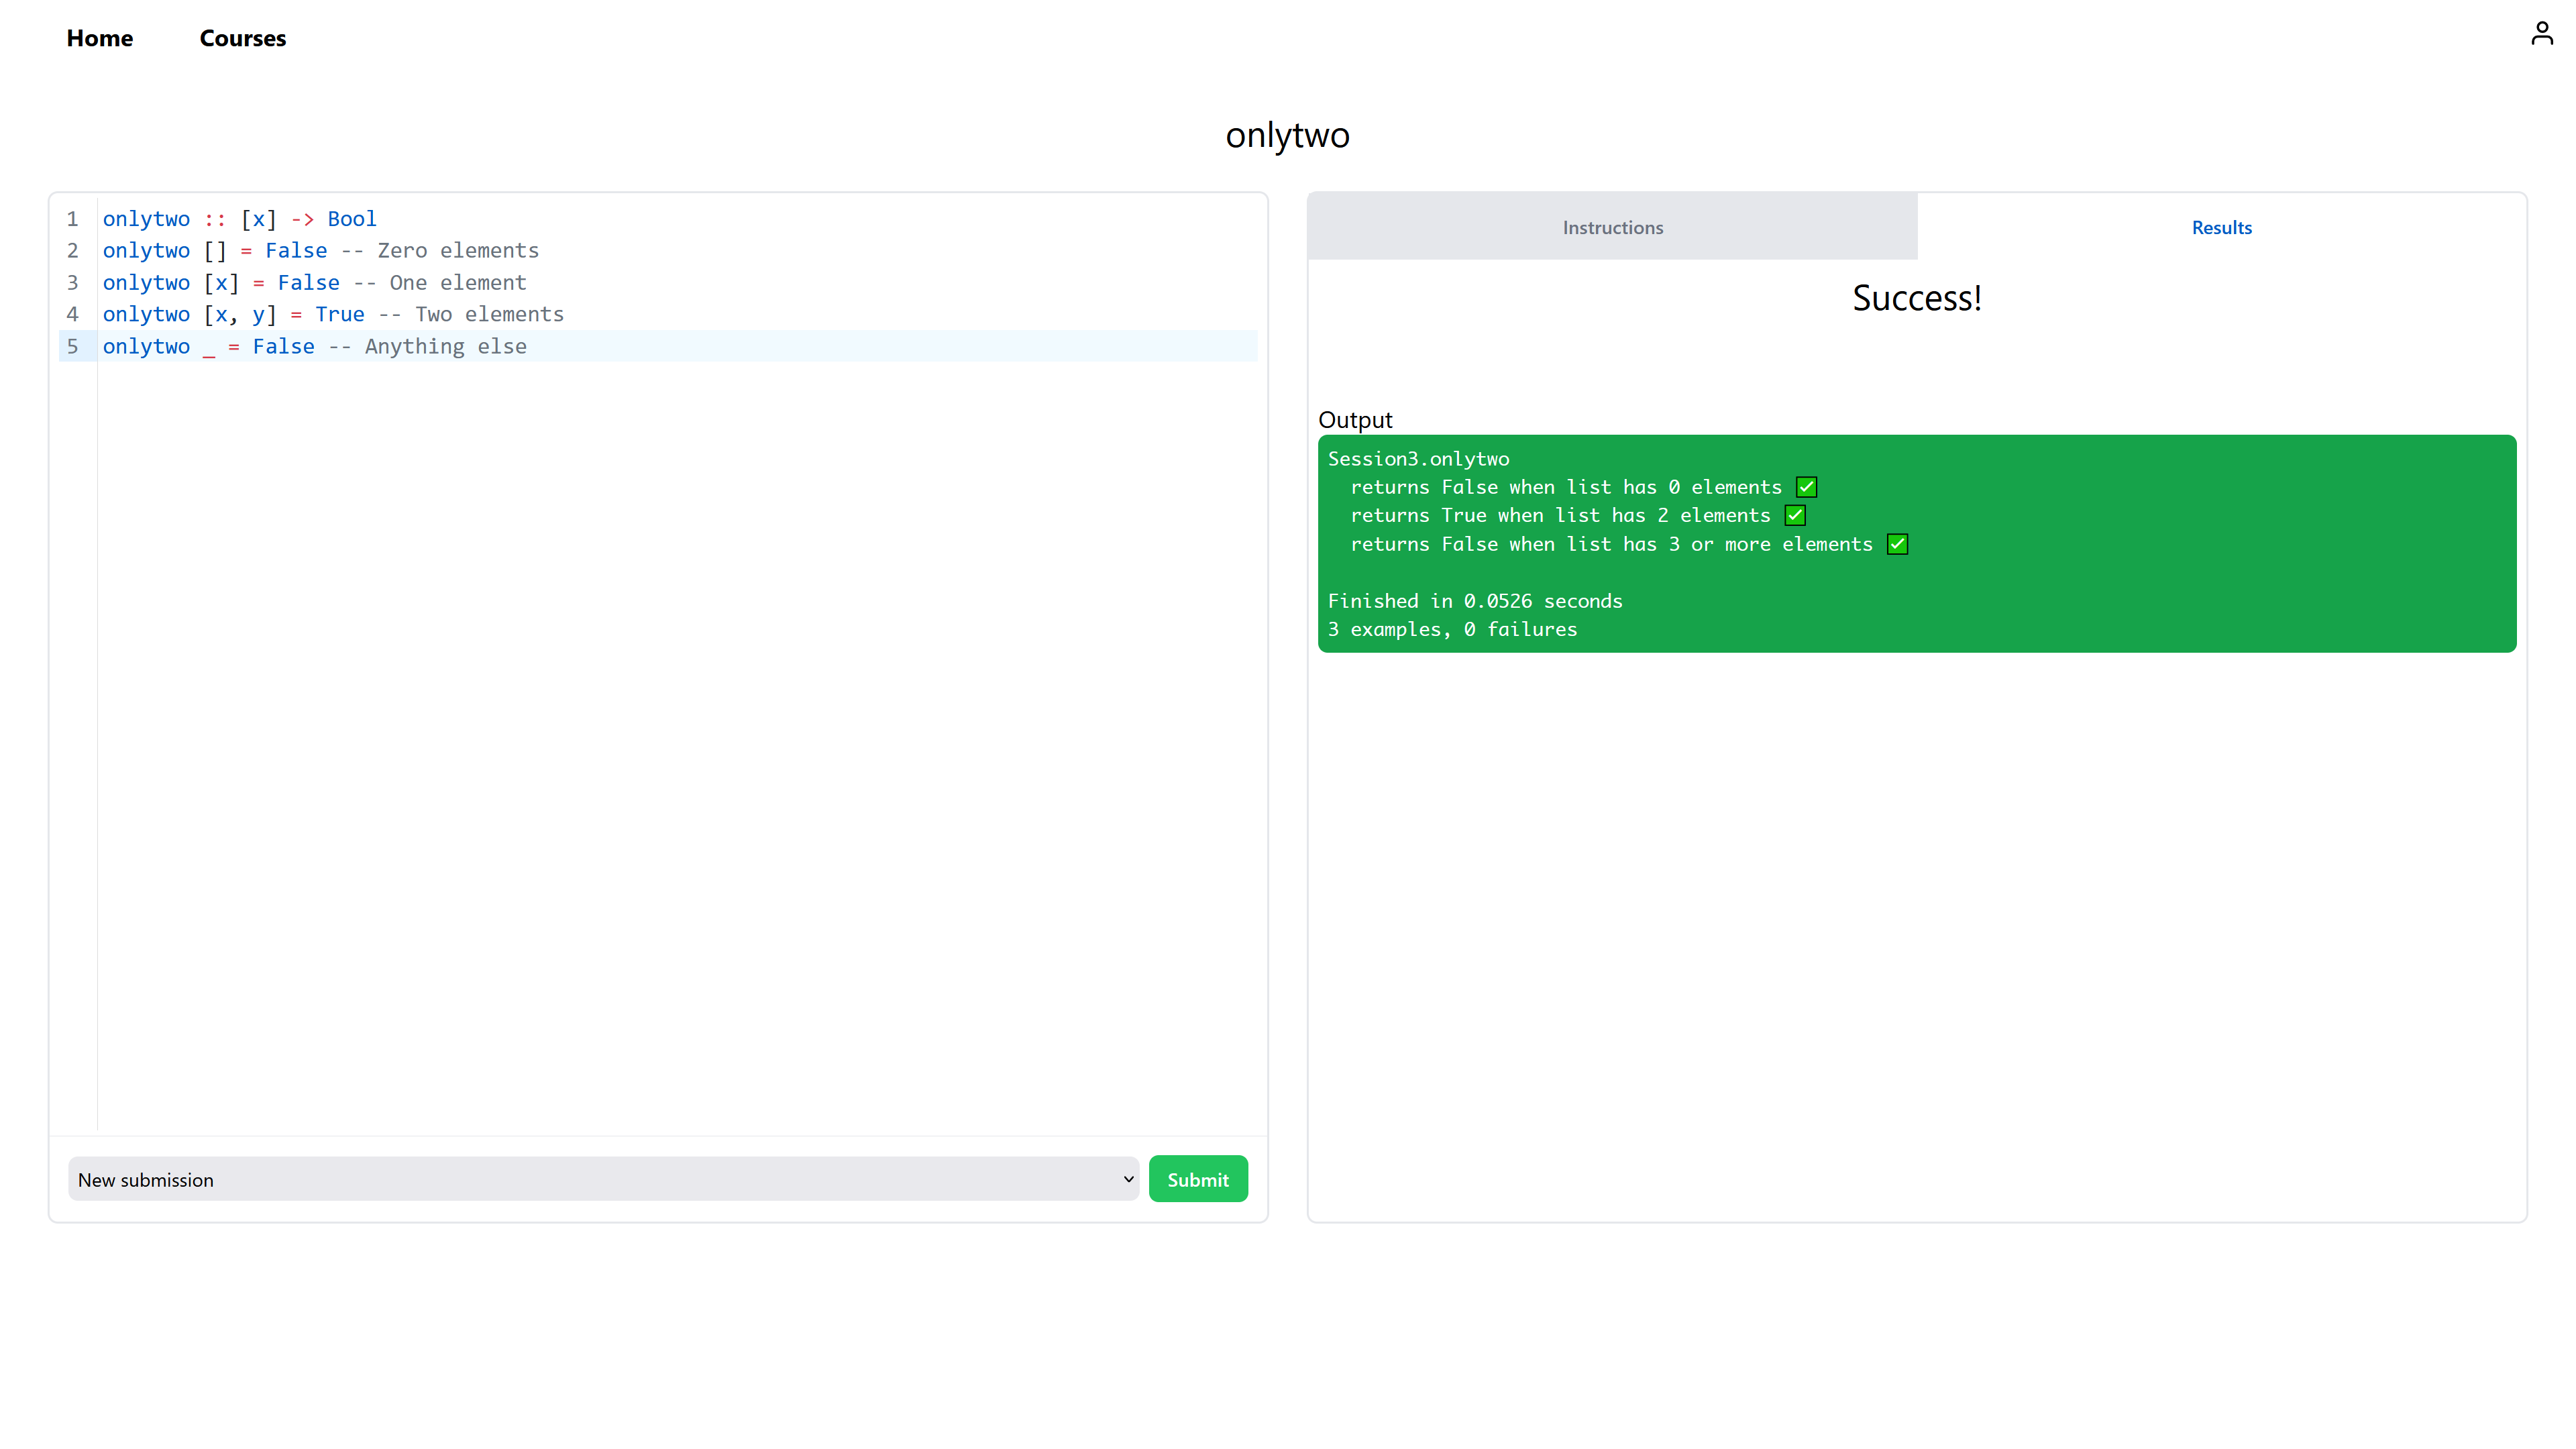 Home Courses
onlytwo
1 onlytwo :: [x] -> Bool
2 onlytwo [] = False -- Zero elements
3 onlytwo [x] = False -- One element
4 onlytwo [x, y] = True -- Two elements
5 onlytwo _ = False -- Anything else
New submission
Submit
Instructions
Results
Success!
Output
Session3.onlytwo
  returns False when list has 0 elements ✅
  returns True when list has 2 elements ✅
  returns False when list has 3 or more elements ✅
Finished in 0.0526 seconds
3 examples, 0 failures